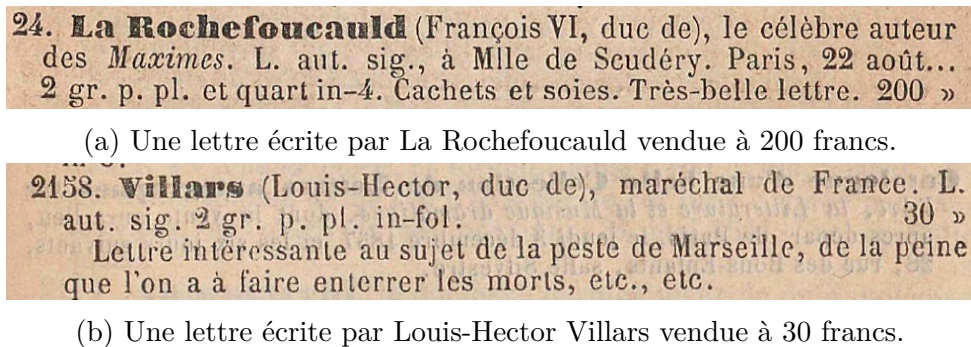 24. La Rochefoucauld (François VI, duc de), le célèbre auteur
des Maximes. L. aut. sig., à Mlle de Scudéry. Paris, 22 août...
2 gr. p. pl. et quart in-4. Cachets et soies. Très-belle lettre. 200 »
(a) Une lettre écrite par La Rochefoucauld vendue à 200 francs.
2158. Villars (Louis-Hector, duc de), maréchal de France. L.
aut. sig. 2 gr. p. pl. in-fol. 30 »
Lettre intéressante au sujet de la peste de Marseille, de la peine
que l'on a à faire enterrer les morts, etc., etc.
(b) Une lettre écrite par Louis-Hector Villars vendue à 30 francs.